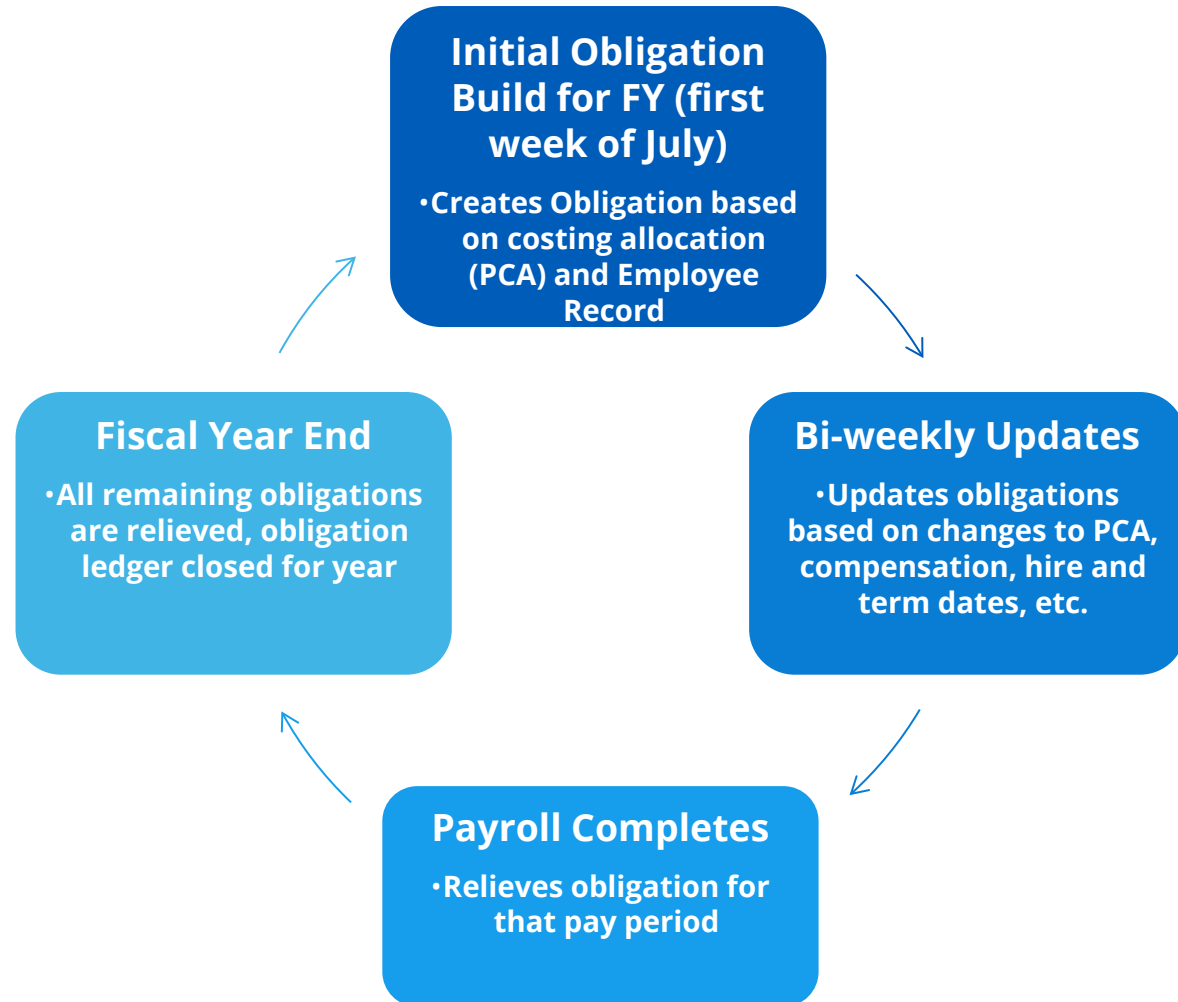 Initial Obligation
Build for FY (first
week of July)
•Creates Obligation based
on costing allocation
(PCA) and Employee
Record
Bi-weekly Updates
•Updates obligations
based on changes to PCA,
compensation, hire and
term dates, etc.
Payroll Completes
•Relieves obligation for
that pay period
Fiscal Year End
•All remaining obligations
are relieved, obligation
ledger closed for year